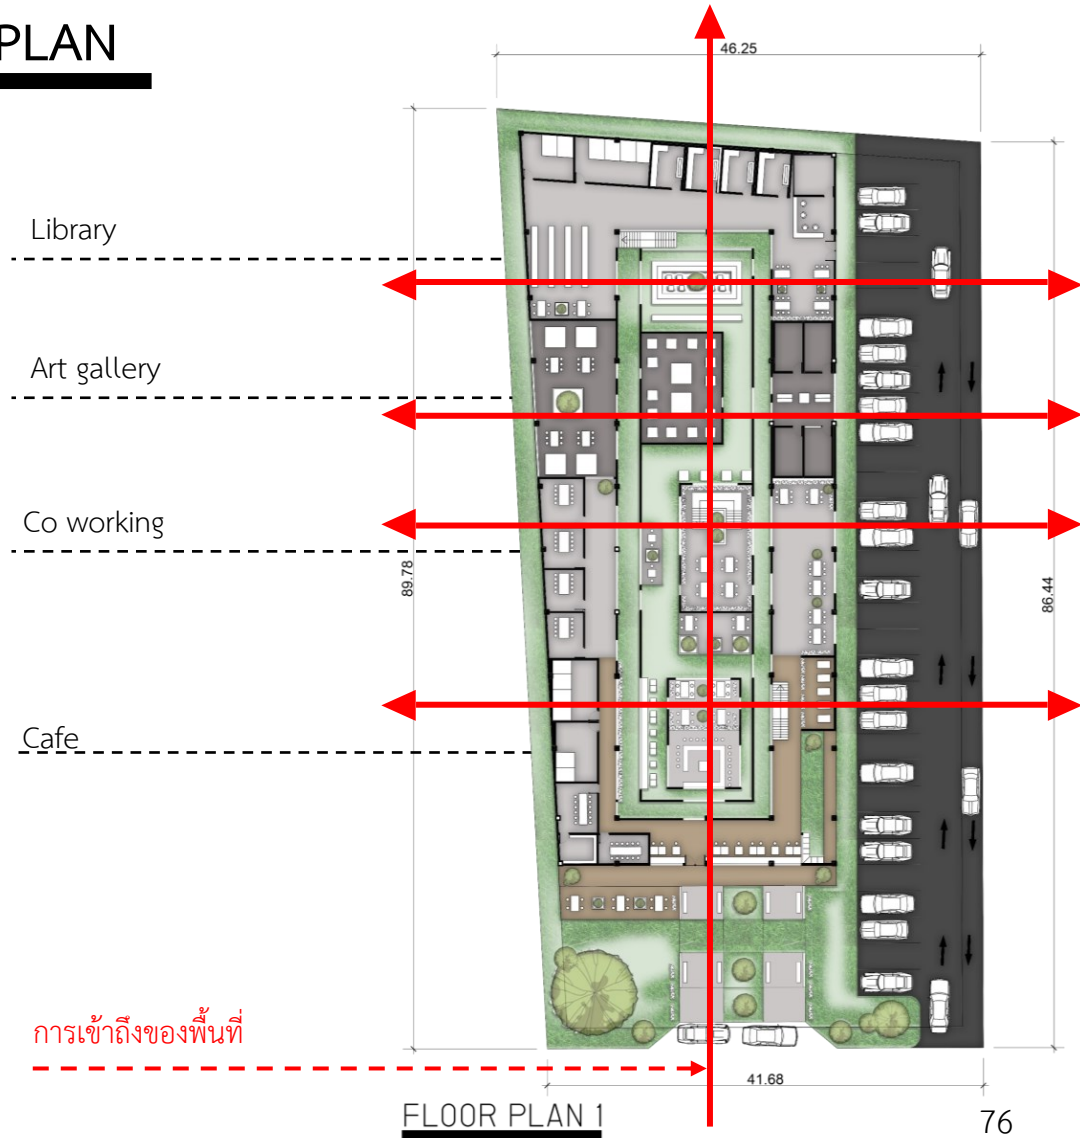 PLAN
46.25
Library
Art gallery
Co working
89.78
86.44
Cafe
การเข้าถึงของพื้นที่
41.68
FLOOR PLAN 1
76